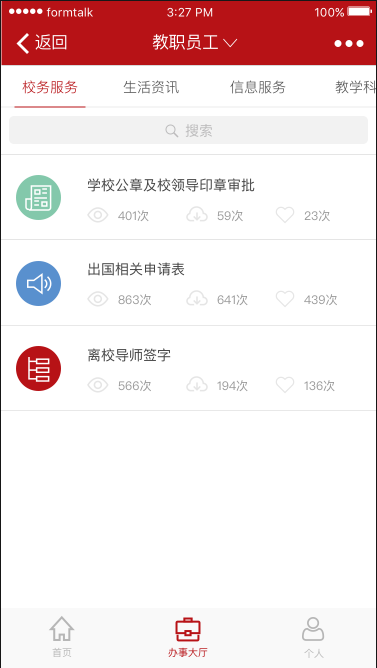 formtalk 3:27 PM 100%
返回 教职员工
校务服务 生活资讯 信息服务 教学科
搜索
学校公章及校领导印章审批
401次 59次 23次
出国相关申请表
863次 641次 439次
离校导师签字
566次 194次 136次
首页 办事大厅 个人